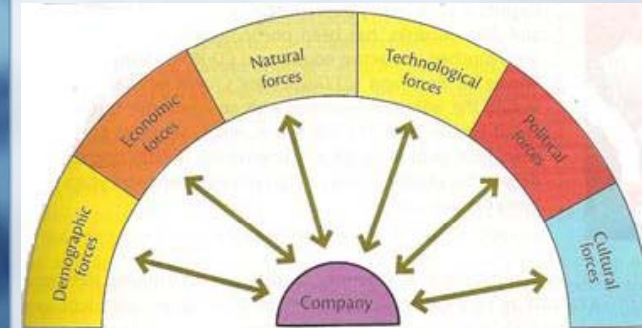 Demographic
forces
Economic
forces
Natural
forces
Technological
forces
Political
forces
Cultural
forces
Company